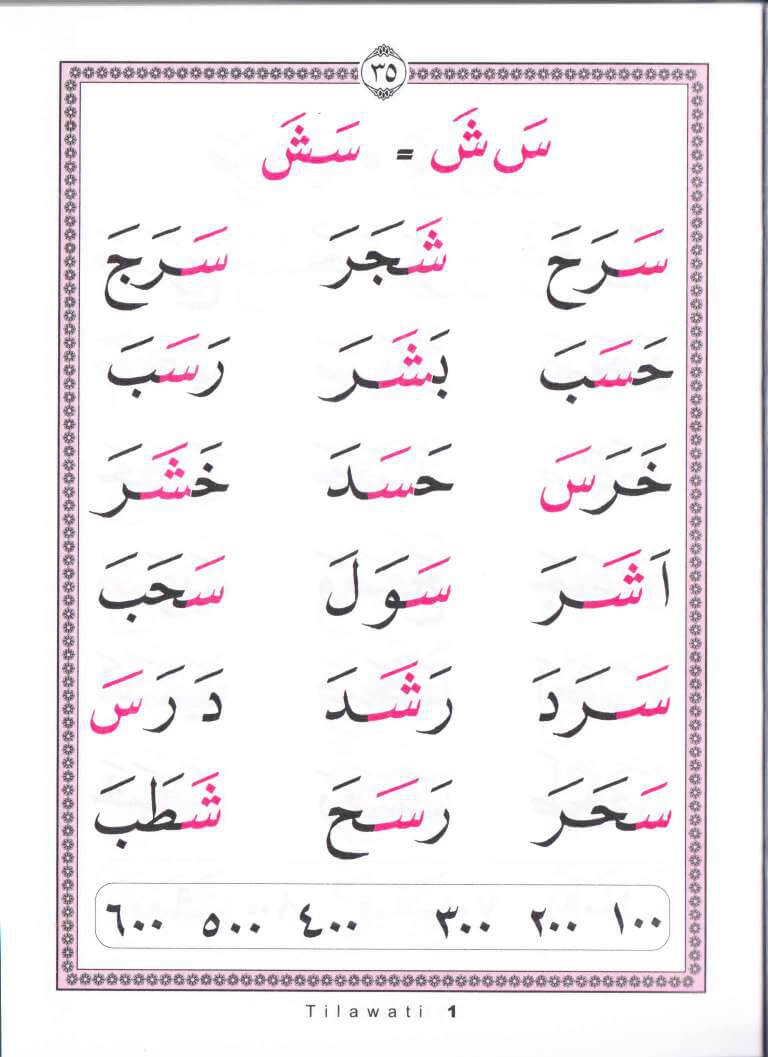 ٣٥
سَ شَ = سَشَ
سَرَحَ شَجَرَ سَرَجَ
حَسَبَ بَشَرَ رَسَبَ
خَرَسَ حَسَدَ خَشَرَ
اَشَرَ سَوَلَ سَحَبَ
سَرَدَ رَشَدَ دَرَسَ
سَحَرَ رَسَحَ شَطَبَ
١٠٠ ٢٠٠ ٣٠٠ ٤٠٠ ٥٠٠ ٦٠٠
Tilawati 1